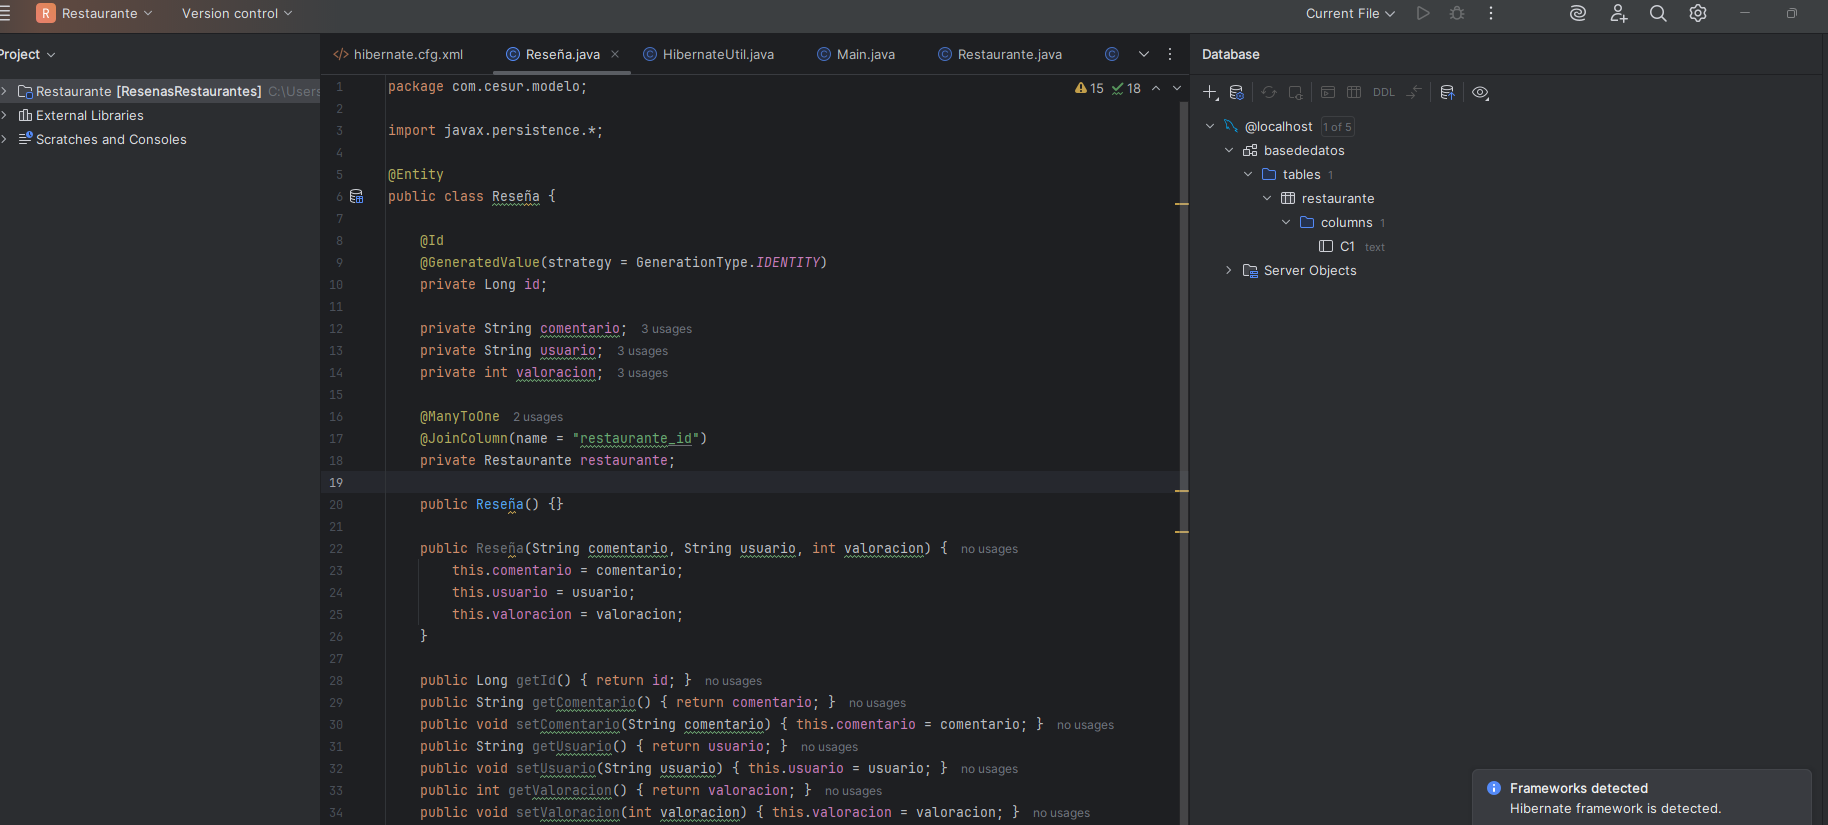 R Restaurante Version control Current File
Project
Restaurante [ResenasRestaurantes] C:\Users
External Libraries
Scratches and Consoles
hibernate.cfg.xml Reseña.java HibernateUtil.java Main.java Restaurante.java
15 18
1 package com.cesur.modelo;
2
3 import javax.persistence.*;
4
5 @Entity
6 public class Reseña {
7
8 @Id
9 @GeneratedValue(strategy = GenerationType.IDENTITY)
10 private Long id;
11
12 private String comentario; 3 usages
13 private String usuario; 3 usages
14 private int valoracion; 3 usages
15
16 @ManyToOne 2 usages
17 @JoinColumn(name = "restaurante_id")
18 private Restaurante restaurante;
19
20 public Reseña() {}
21
22 public Reseña(String comentario, String usuario, int valoracion) { no usages
23 this.comentario = comentario;
24 this.usuario = usuario;
25 this.valoracion = valoracion;
26 }
27
28 public Long getId() { return id; } no usages
29 public String getComentario() { return comentario; } no usages
30 public void setComentario(String comentario) { this.comentario = comentario; } no usages
31 public String getUsuario() { return usuario; } no usages
32 public void setUsuario(String usuario) { this.usuario = usuario; } no usages
33 public int getValoracion() { return valoracion; } no usages
34 public void setValoracion(int valoracion) { this.valoracion = valoracion; } no usages
Database
DDL
@localhost 1 of 5
basededatos
tables 1
restaurante
columns 1
C1 text
Server Objects
Frameworks detected
Hibernate framework is detected.